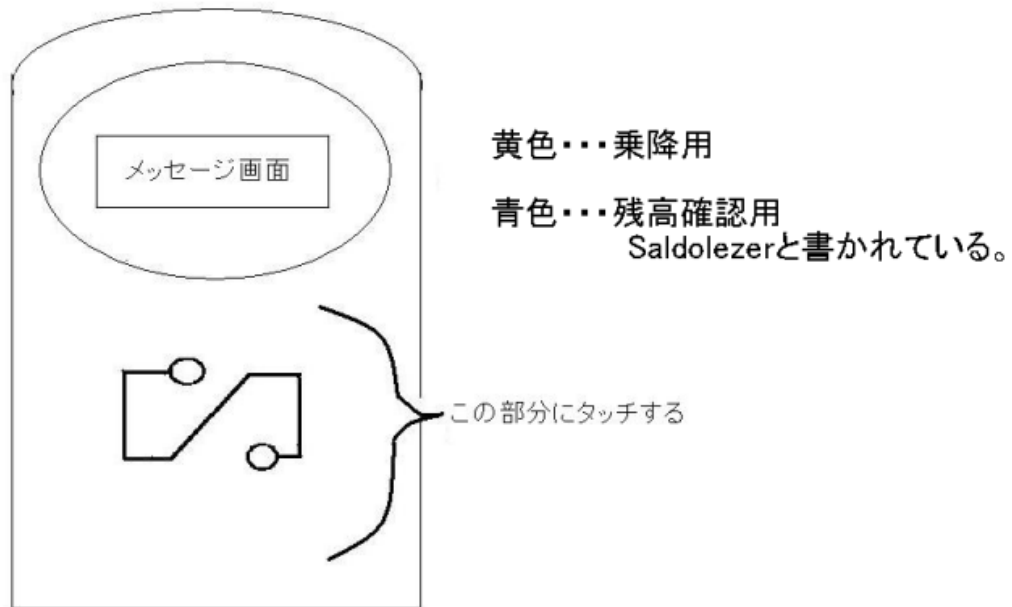 メッセージ画面
黄色・・・乗降用
青色・・・残高確認用
Saldolezerと書かれている。
この部分にタッチする